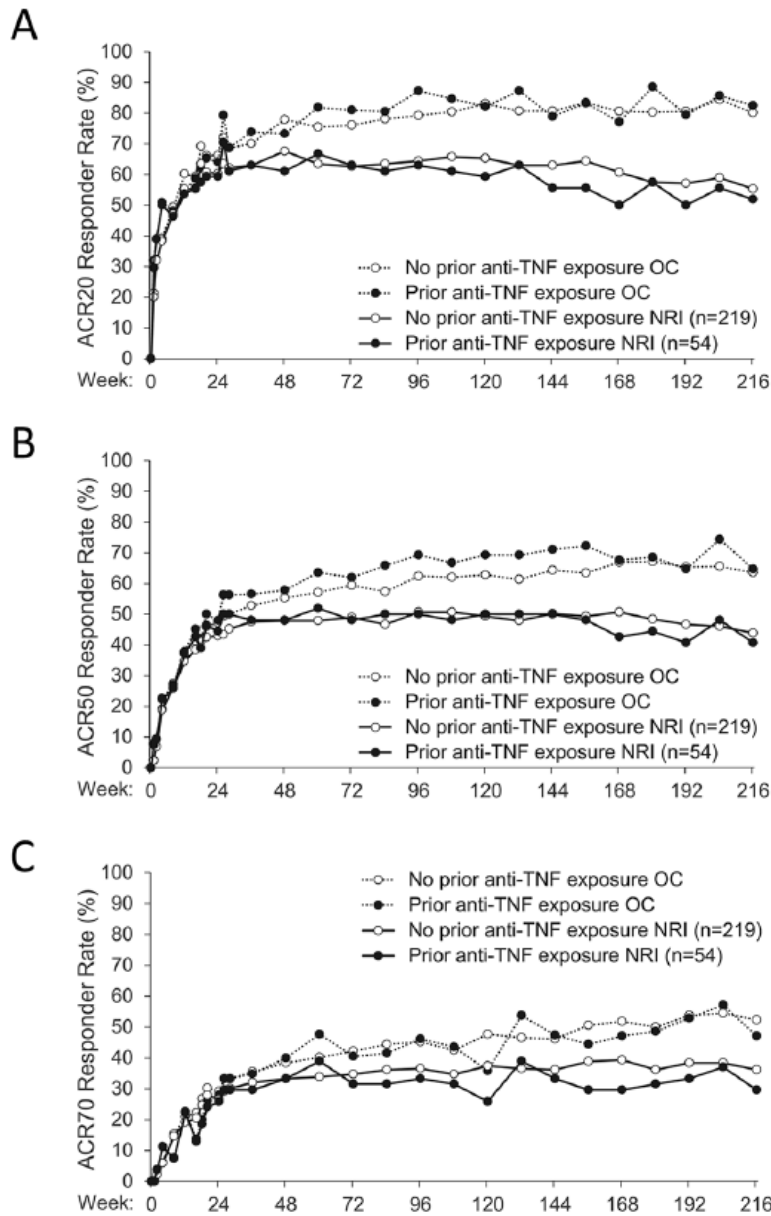 A
ACR20 Responder Rate (%)
100
90
80
70
60
50
40
30
20
10
0
No prior anti-TNF exposure OC
Prior anti-TNF exposure OC
No prior anti-TNF exposure NRI (n=219)
Prior anti-TNF exposure NRI (n=54)
Week: 0 24 48 72 96 120 144 168 192 216
B
ACR50 Responder Rate (%)
100
90
80
70
60
50
40
30
20
10
0
No prior anti-TNF exposure OC
Prior anti-TNF exposure OC
No prior anti-TNF exposure NRI (n=219)
Prior anti-TNF exposure NRI (n=54)
Week: 0 24 48 72 96 120 144 168 192 216
C
ACR70 Responder Rate (%)
100
90
80
70
60
50
40
30
20
10
0
No prior anti-TNF exposure OC
Prior anti-TNF exposure OC
No prior anti-TNF exposure NRI (n=219)
Prior anti-TNF exposure NRI (n=54)
Week: 0 24 48 72 96 120 144 168 192 216